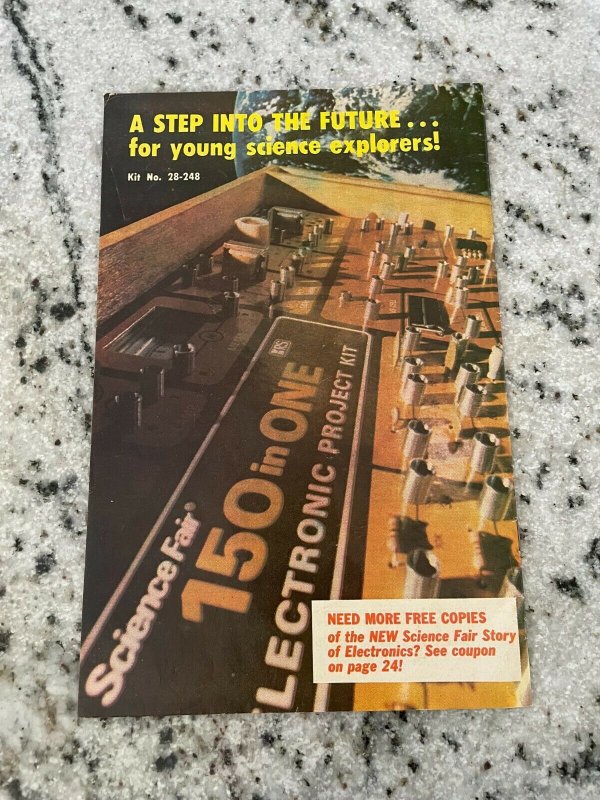 A STEP INTO THE FUTURE...
for young science explorers!
Kit No. 28-248
Science Fair®
150 in ONE
LECTRONIC PROJECT KIT
NEED MORE FREE COPIES
of the NEW Science Fair Story
of Electronics? See coupon
on page 24!